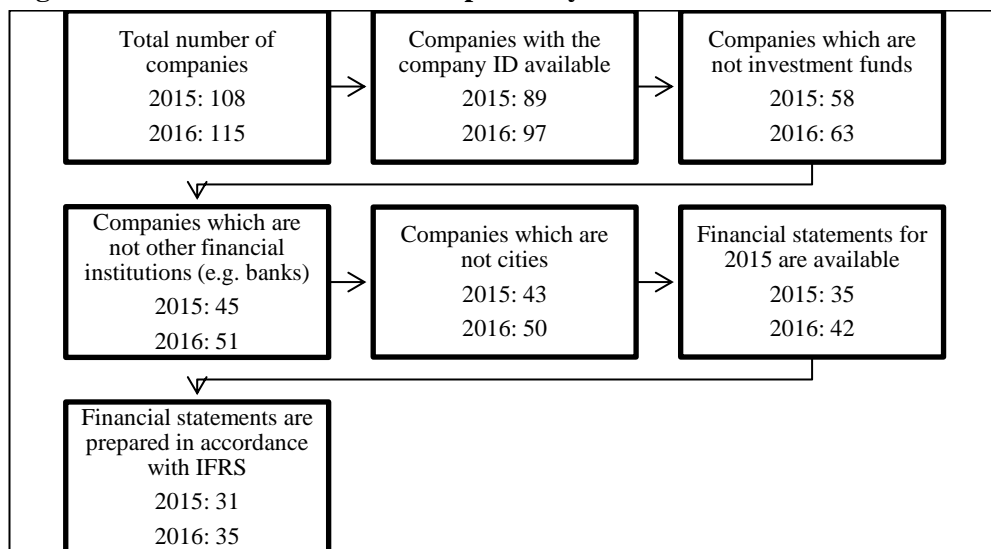 Total number of
companies
2015: 108
2016: 115
Companies with the
company ID available
2015: 89
2016: 97
Companies which are
not investment funds
2015: 58
2016: 63
Companies which are
not other financial
institutions (e.g. banks)
2015: 45
2016: 51
Companies which are
not cities
2015: 43
2016: 50
Financial statements for
2015 are available
2015: 35
2016: 42
Financial statements are
prepared in accordance
with IFRS
2015: 31
2016: 35